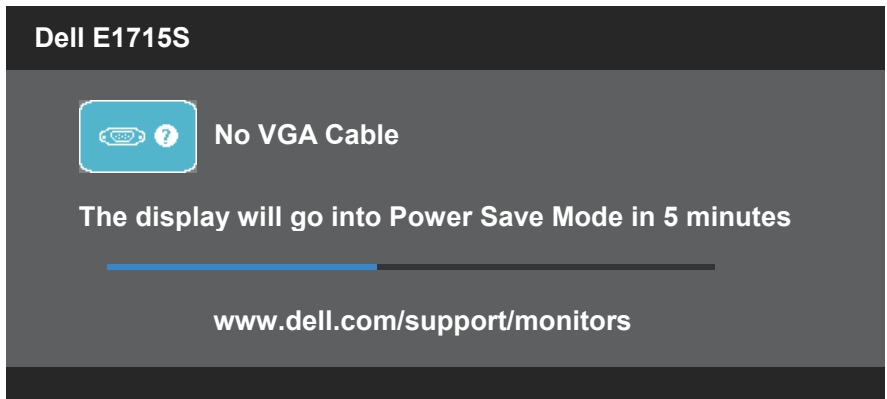 Dell E1715S
? No VGA Cable
The display will go into Power Save Mode in 5 minutes
www.dell.com/support/monitors